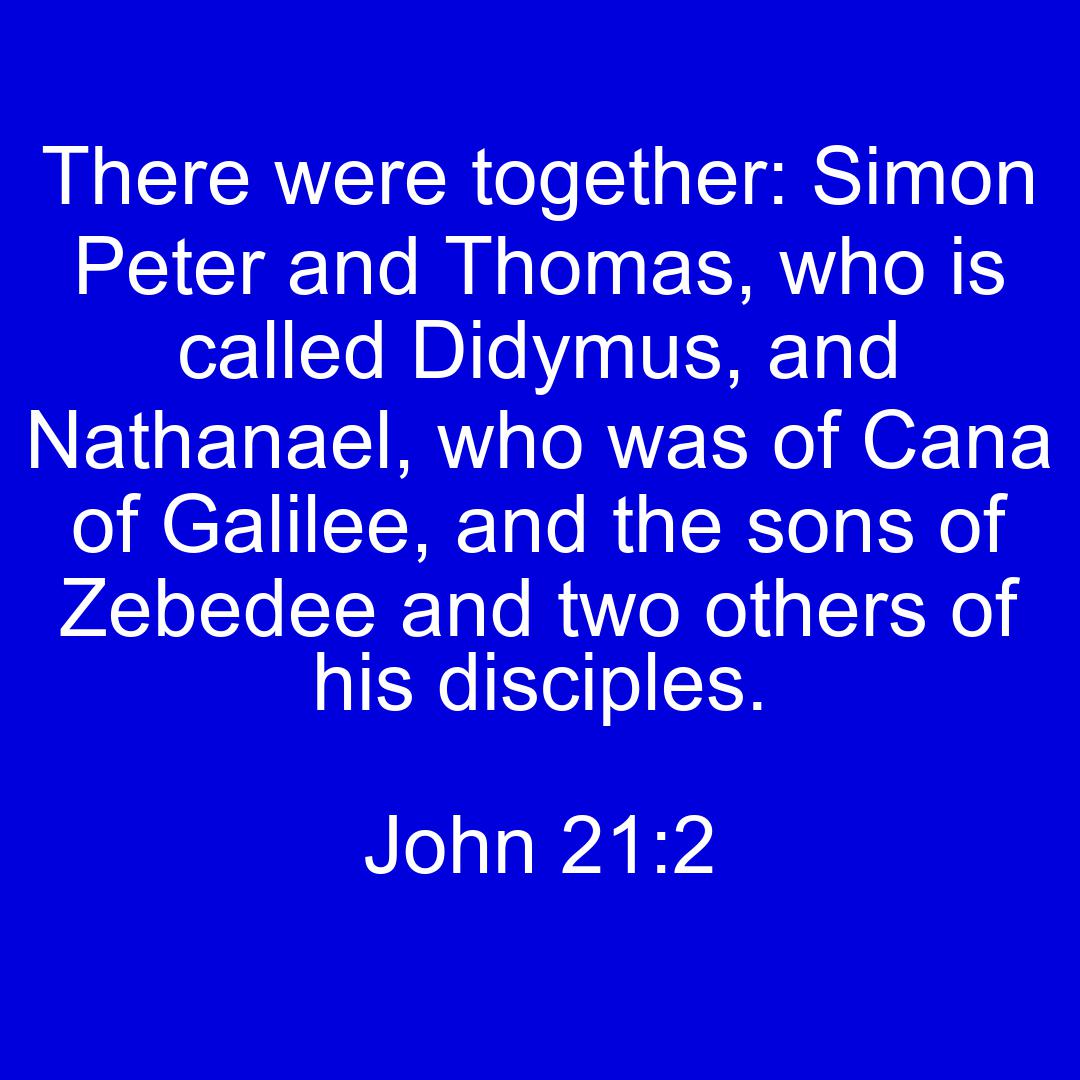 There were together: Simon
Peter and Thomas, who is
called Didymus, and
Nathanael, who was of Cana
of Galilee, and the sons of
Zebedee and two others of
his disciples.
John 21:2